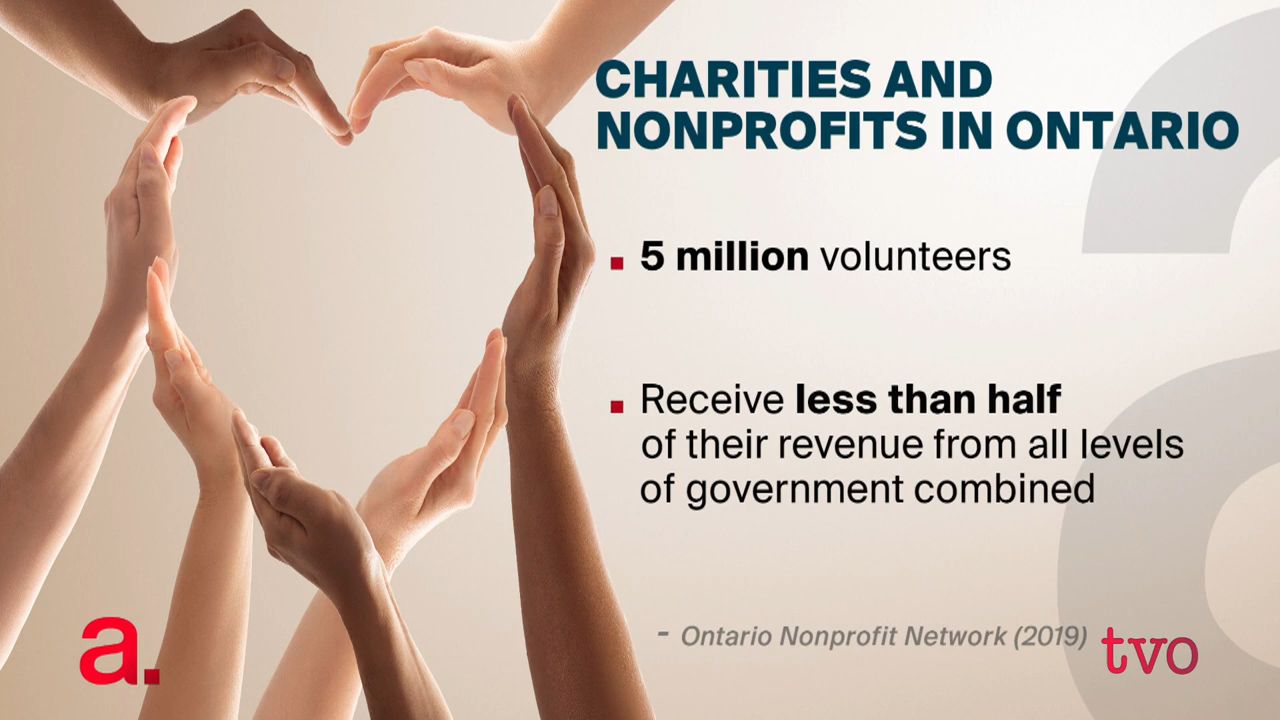 CHARITIES AND
NONPROFITS IN ONTARIO
5 million volunteers
Receive less than half
of their revenue from all levels
of government combined
- Ontario Nonprofit Network (2019)
tvo
a.